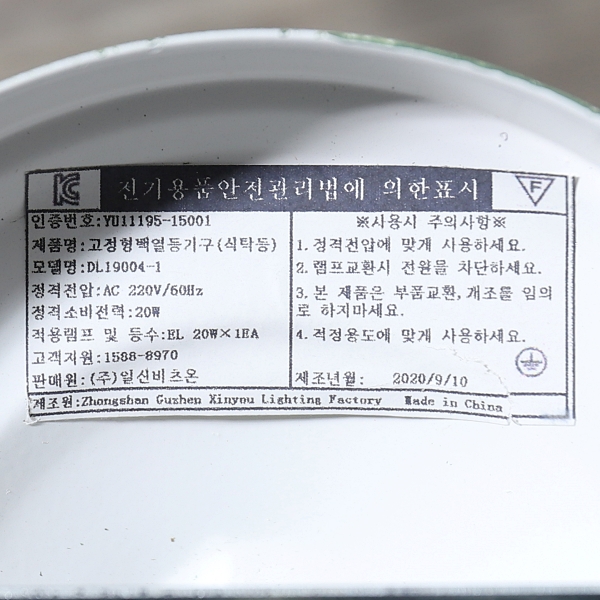 KC 전기용품안전관리법에 의한표시 F
인증번호:YU11195-15001
제품명:고정형백열등기구(식탁등)
모델명:DL19004-1
정격전압:AC 220V/60Hz
정격소비전력:20W
적용램프 및 등수:EL 20W×1EA
고객지원:1588-8970
판매원:(주)일신비츠온
※사용시 주의사항※
1.정격전압에 맞게 사용하세요.
2.램프교환시 전원을 차단하세요.
3.본 제품은 부품교환,개조를 임의
로 하지마세요.
4.적정용도에 맞게 사용하세요.
제조년월: 2020/9/10
제조원:Zhongshan Guzhen Xinyou Lighting Factory Made in China